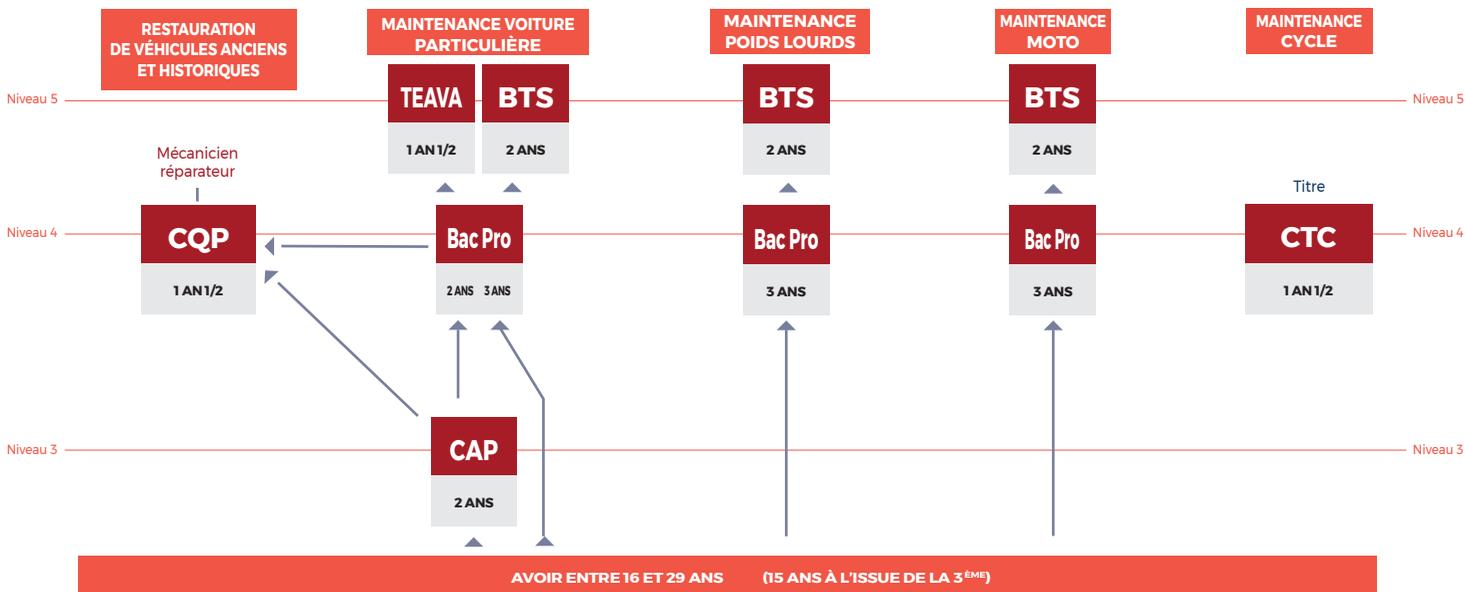 RESTAURATION
DE VÉHICULES ANCIENS
ET HISTORIQUES
MAINTENANCE VOITURE
PARTICULIÈRE
MAINTENANCE
POIDS LOURDS
MAINTENANCE
MOTO
MAINTENANCE
CYCLE
Niveau 5
TEAVA
BTS
BTS
BTS
Niveau 5
1 AN 1/2
2 ANS
2 ANS
2 ANS
Mécanicien
réparateur
Titre
Niveau 4
CQP
Bac Pro
Bac Pro
Bac Pro
CTC
Niveau 4
1 AN 1/2
2 ANS 3 ANS
3 ANS
3 ANS
1 AN 1/2
Niveau 3
CAP
Niveau 3
2 ANS
AVOIR ENTRE 16 ET 29 ANS (15 ANS À L'ISSUE DE LA 3ÈME)